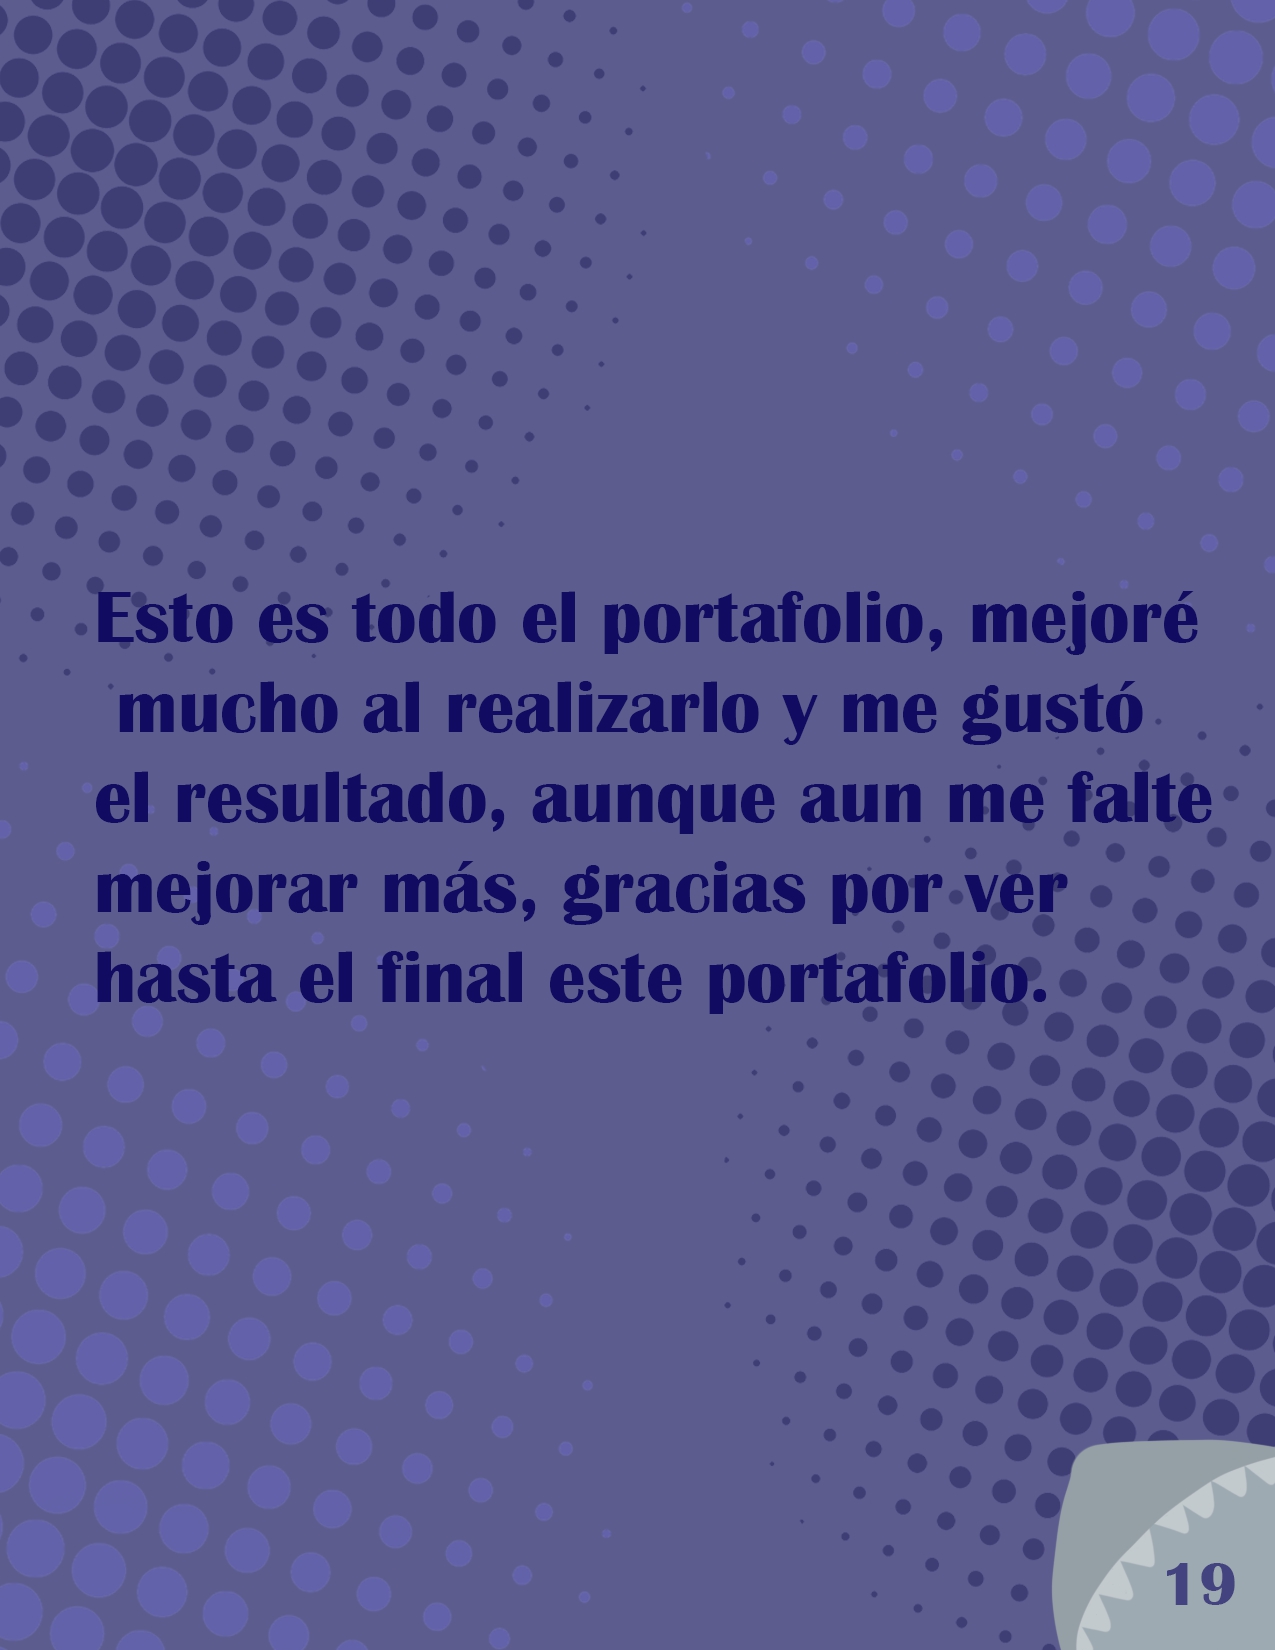 Esto es todo el portafolio, mejoré
mucho al realizarlo y me gustó
el resultado, aunque aun me falte
mejorar más, gracias por ver
hasta el final este portafolio.
19